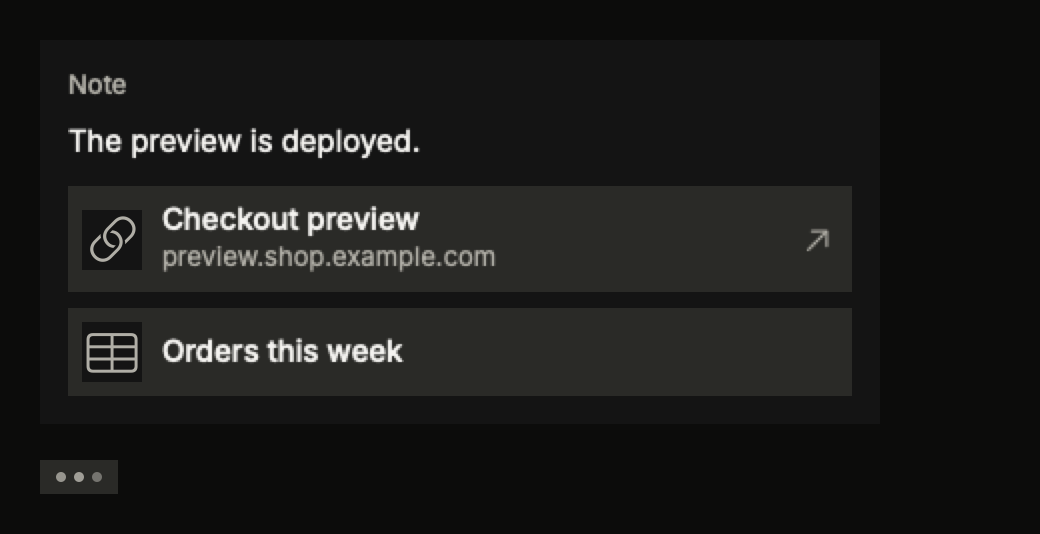 Note
The preview is deployed.
Checkout preview
preview.shop.example.com
Orders this week